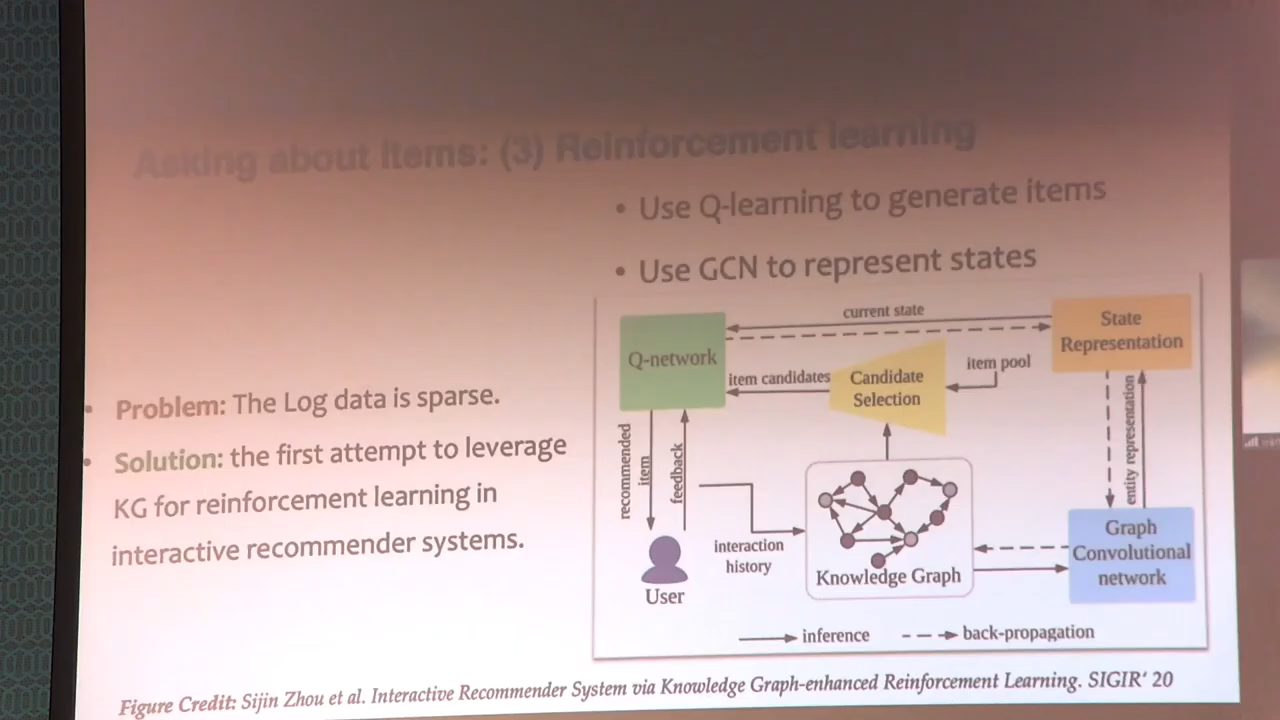 Asking about Items: (3) Reinforcement learning
• Use Q-learning to generate items
• Use GCN to represent states
• Problem: The Log data is sparse.
• Solution: the first attempt to leverage
KG for reinforcement learning in
interactive recommender systems.
current state
State
Representation
Q-network
item candidates
Candidate
Selection
item pool
recommended
item
feedback
entity representation
interaction
history
User
Knowledge Graph
Graph
Convolutional
network
inference
back-propagation
Figure Credit: Sijin Zhou et al. Interactive Recommender System via Knowledge Graph-enhanced Reinforcement Learning. SIGIR' 20